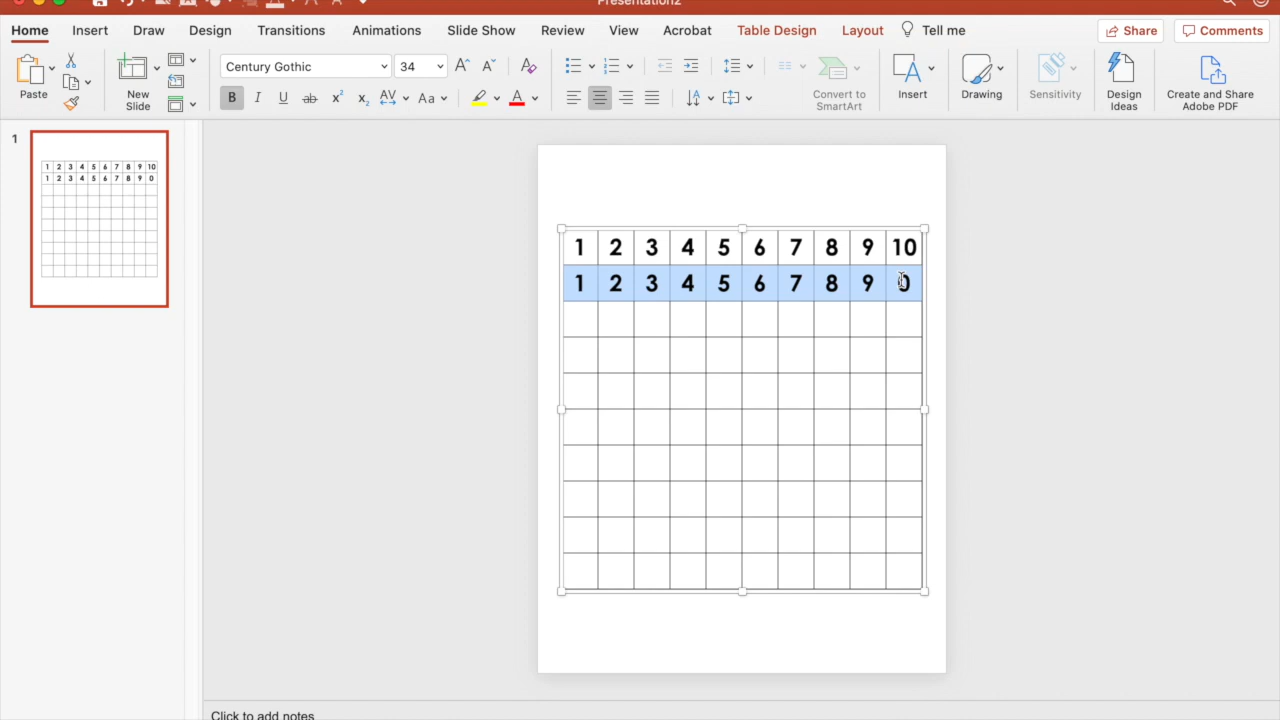 Presentation2
Home Insert Draw Design Transitions Animations Slide Show Review View Acrobat Table Design Layout Tell me Share Comments
Century Gothic 34
Paste New Slide Convert to SmartArt Insert Drawing Sensitivity Design Ideas Create and Share Adobe PDF
B I U ab x² x₂ AV Aa A
1
1 2 3 4 5 6 7 8 9 10
1 2 3 4 5 6 7 8 9 0
1 2 3 4 5 6 7 8 9 10
1 2 3 4 5 6 7 8 9 0
Click to add notes